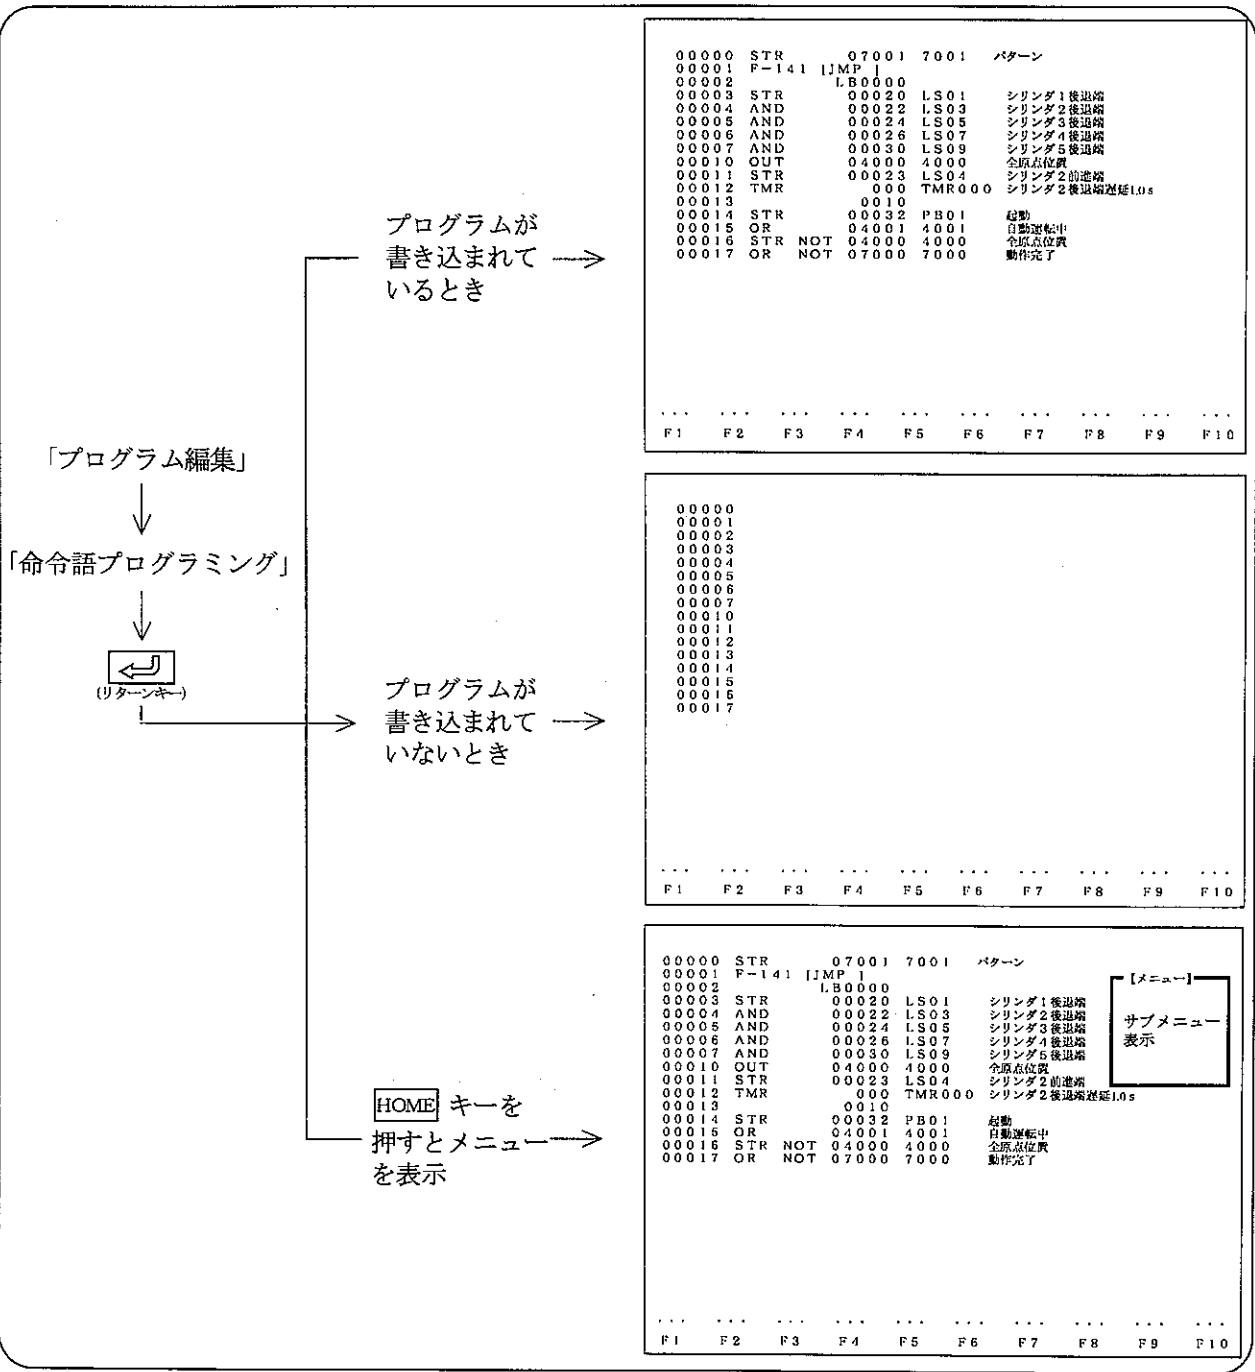 「プログラム編集」
「命令語プログラミング」
(リターンキー)
プログラムが
書き込まれて
いるとき
00000 STR 07001 7001 パターン
00001 F-141 [JMP ]
00002 LB0000
00003 STR 00020 LS01 シリンダ1後退端
00004 AND 00022 LS03 シリンダ2後退端
00005 AND 00024 LS05 シリンダ3後退端
00006 AND 00026 LS07 シリンダ4後退端
00007 AND 00030 LS09 シリンダ5後退端
00010 OUT 04000 4000 全原点位置
00011 STR 00023 LS04 シリンダ2前進端
00012 TMR 000 TMR000 シリンダ2後退端遅延1.0s
00013 0010
00014 STR 00032 PB01 起動
00015 OR 04001 4001 自動運転中
00016 STR NOT 04000 4000 全原点位置
00017 OR NOT 07000 7000 動作完了
... ... ... ... ... ... ... ... ... ...
F1 F2 F3 F4 F5 F6 F7 F8 F9 F10
プログラムが
書き込まれて
いないとき
00000
00001
00002
00003
00004
00005
00006
00007
00010
00011
00012
00013
00014
00015
00016
00017
... ... ... ... ... ... ... ... ... ...
F1 F2 F3 F4 F5 F6 F7 F8 F9 F10
HOME キーを
押すとメニュー
を表示
00000 STR 07001 7001 パターン
00001 F-141 [JMP ]
00002 LB0000
00003 STR 00020 LS01 シリンダ1後退端
00004 AND 00022 LS03 シリンダ2後退端
00005 AND 00024 LS05 シリンダ3後退端
00006 AND 00026 LS07 シリンダ4後退端
00007 AND 00030 LS09 シリンダ5後退端
00010 OUT 04000 4000 全原点位置
00011 STR 00023 LS04 シリンダ2前進端
00012 TMR 000 TMR000 シリンダ2後退端遅延1.0s
00013 0010
00014 STR 00032 PB01 起動
00015 OR 04001 4001 自動運転中
00016 STR NOT 04000 4000 全原点位置
00017 OR NOT 07000 7000 動作完了
【メニュー】
サブメニュー
表示
... ... ... ... ... ... ... ... ... ...
F1 F2 F3 F4 F5 F6 F7 F8 F9 F10